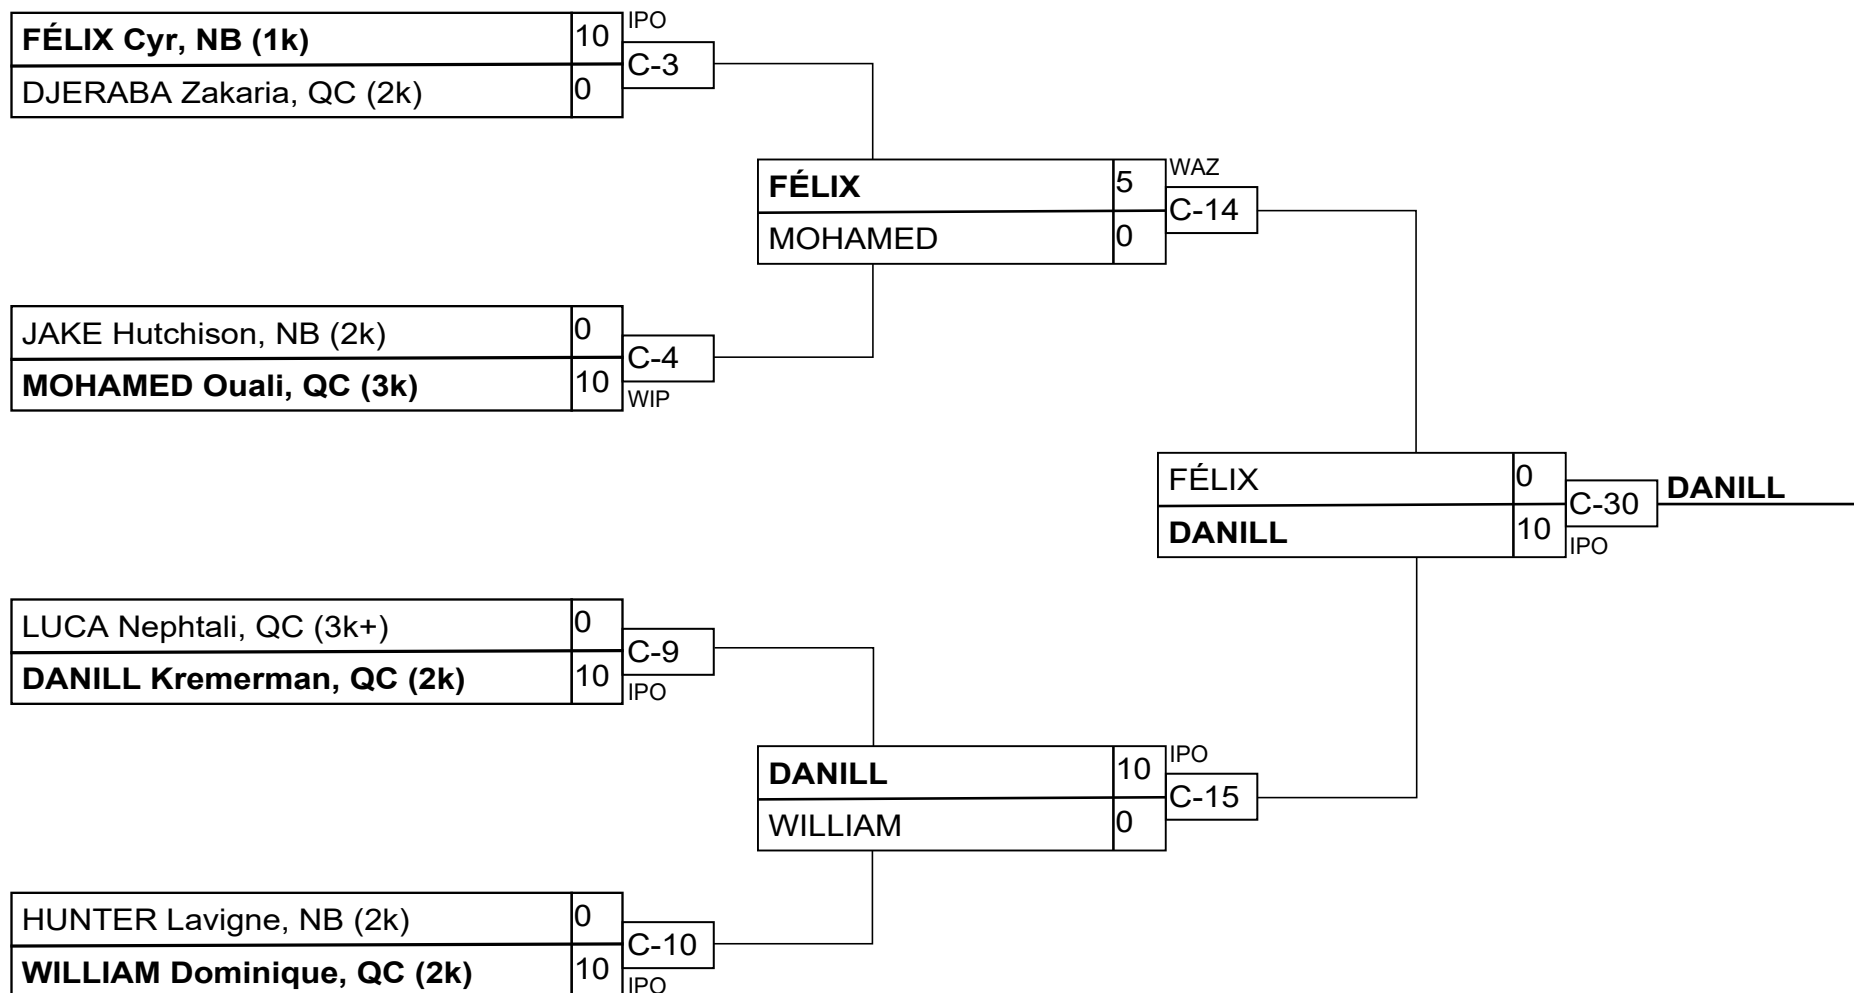 IPO
FÉLIX Cyr, NB (1k) 10
C-3
DJERABA Zakaria, QC (2k) 0
WAZ
FÉLIX 5
C-14
MOHAMED 0
JAKE Hutchison, NB (2k) 0
C-4
MOHAMED Ouali, QC (3k) 10
WIP
FÉLIX 0
C-30 DANILL
DANILL 10
IPO
LUCA Nephtali, QC (3k+) 0
C-9
DANILL Kremerman, QC (2k) 10
IPO
IPO
DANILL 10
C-15
WILLIAM 0
HUNTER Lavigne, NB (2k) 0
C-10
WILLIAM Dominique, QC (2k) 10
IPO